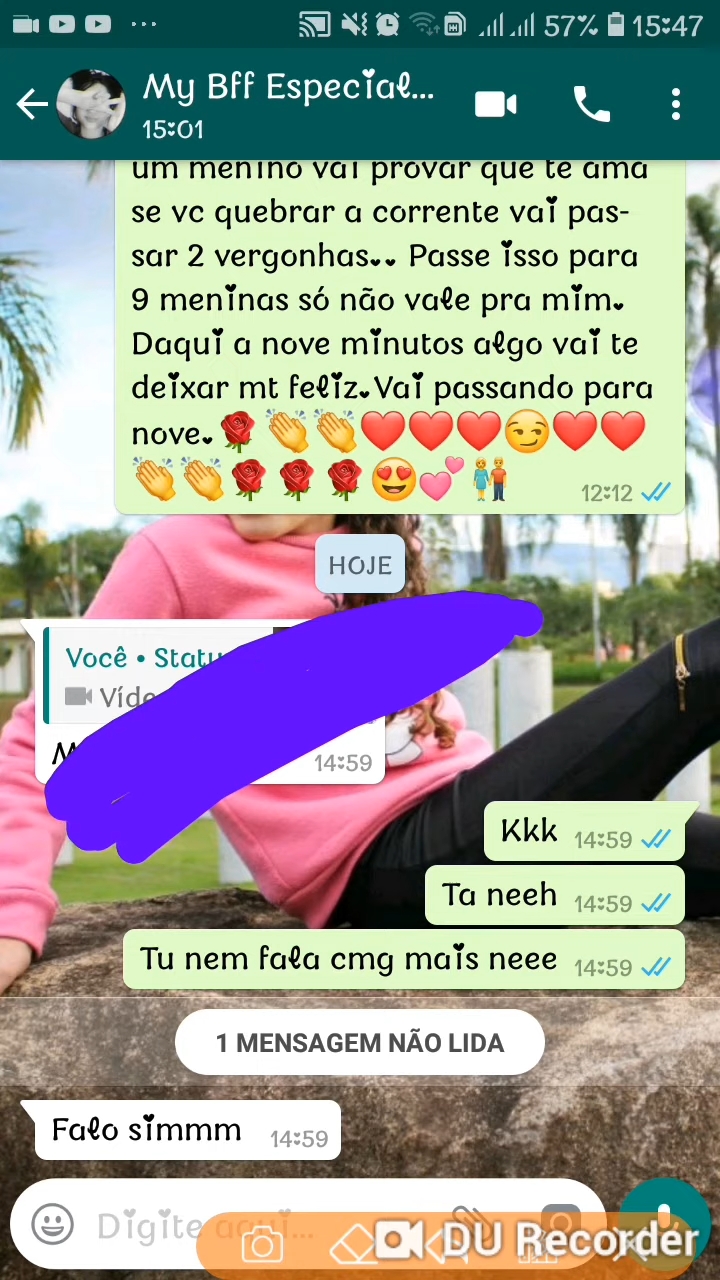 57% 15:47
My Bff Especial...
15:01
um menino vai provar que te ama
se vc quebrar a corrente vai pas-
sar 2 vergonhas.. Passe isso para
9 meninas só não vale pra mim.
Daqui a nove minutos algo vai te
deixar mt feliz.Vai passando para
nove.🌹👏👏❤️❤️❤️😏❤️❤️
👏👏🌹🌹🌹😍💕👫 12:12
HOJE
Você • Statu
Víde
14:59
Kkk 14:59
Ta neeh 14:59
Tu nem fala cmg mais neee 14:59
1 MENSAGEM NÃO LIDA
Falo simmm 14:59
Digite aqui...
DU Recorder